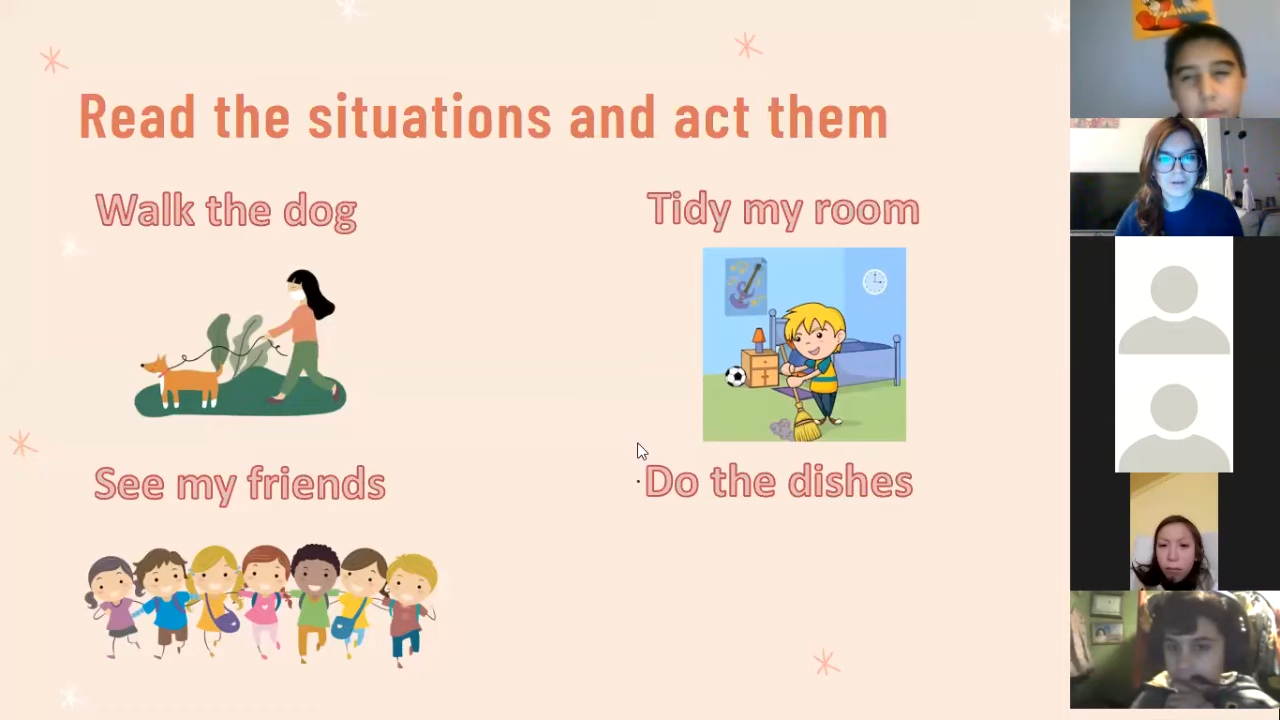 Read the situations and act them
Walk the dog
Tidy my room
See my friends
Do the dishes